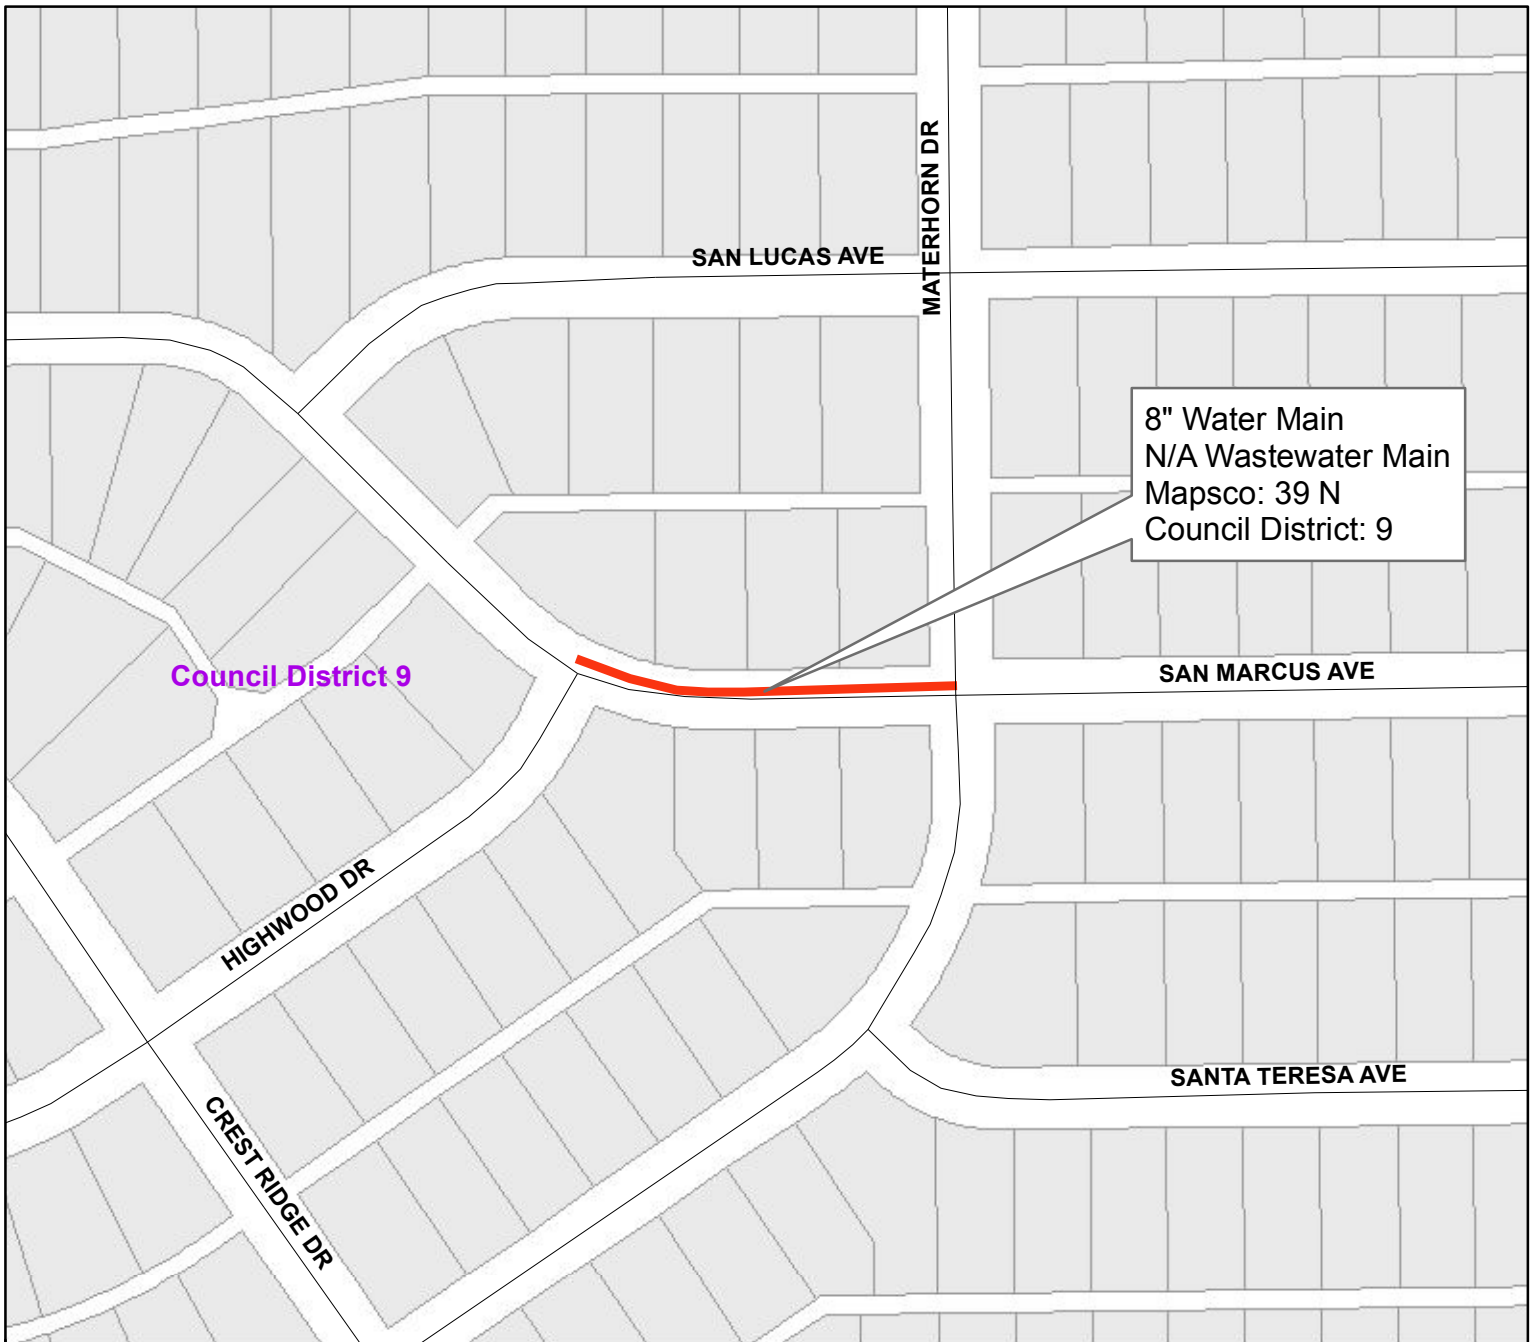 MATERHORN DR
SAN LUCAS AVE
8" Water Main
N/A Wastewater Main
Mapsco: 39 N
Council District: 9
Council District 9
SAN MARCUS AVE
HIGHWOOD DR
SANTA TERESA AVE
CREST RIDGE DR